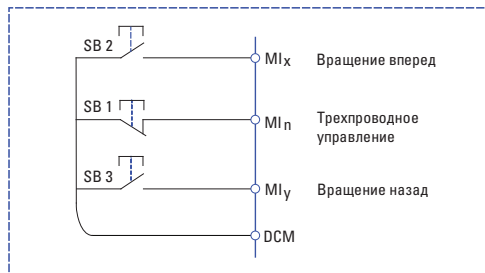 SB 2
MIx
Вращение вперед
SB 1
MIn
Трехпроводное
управление
SB 3
MIy
Вращение назад
DCM